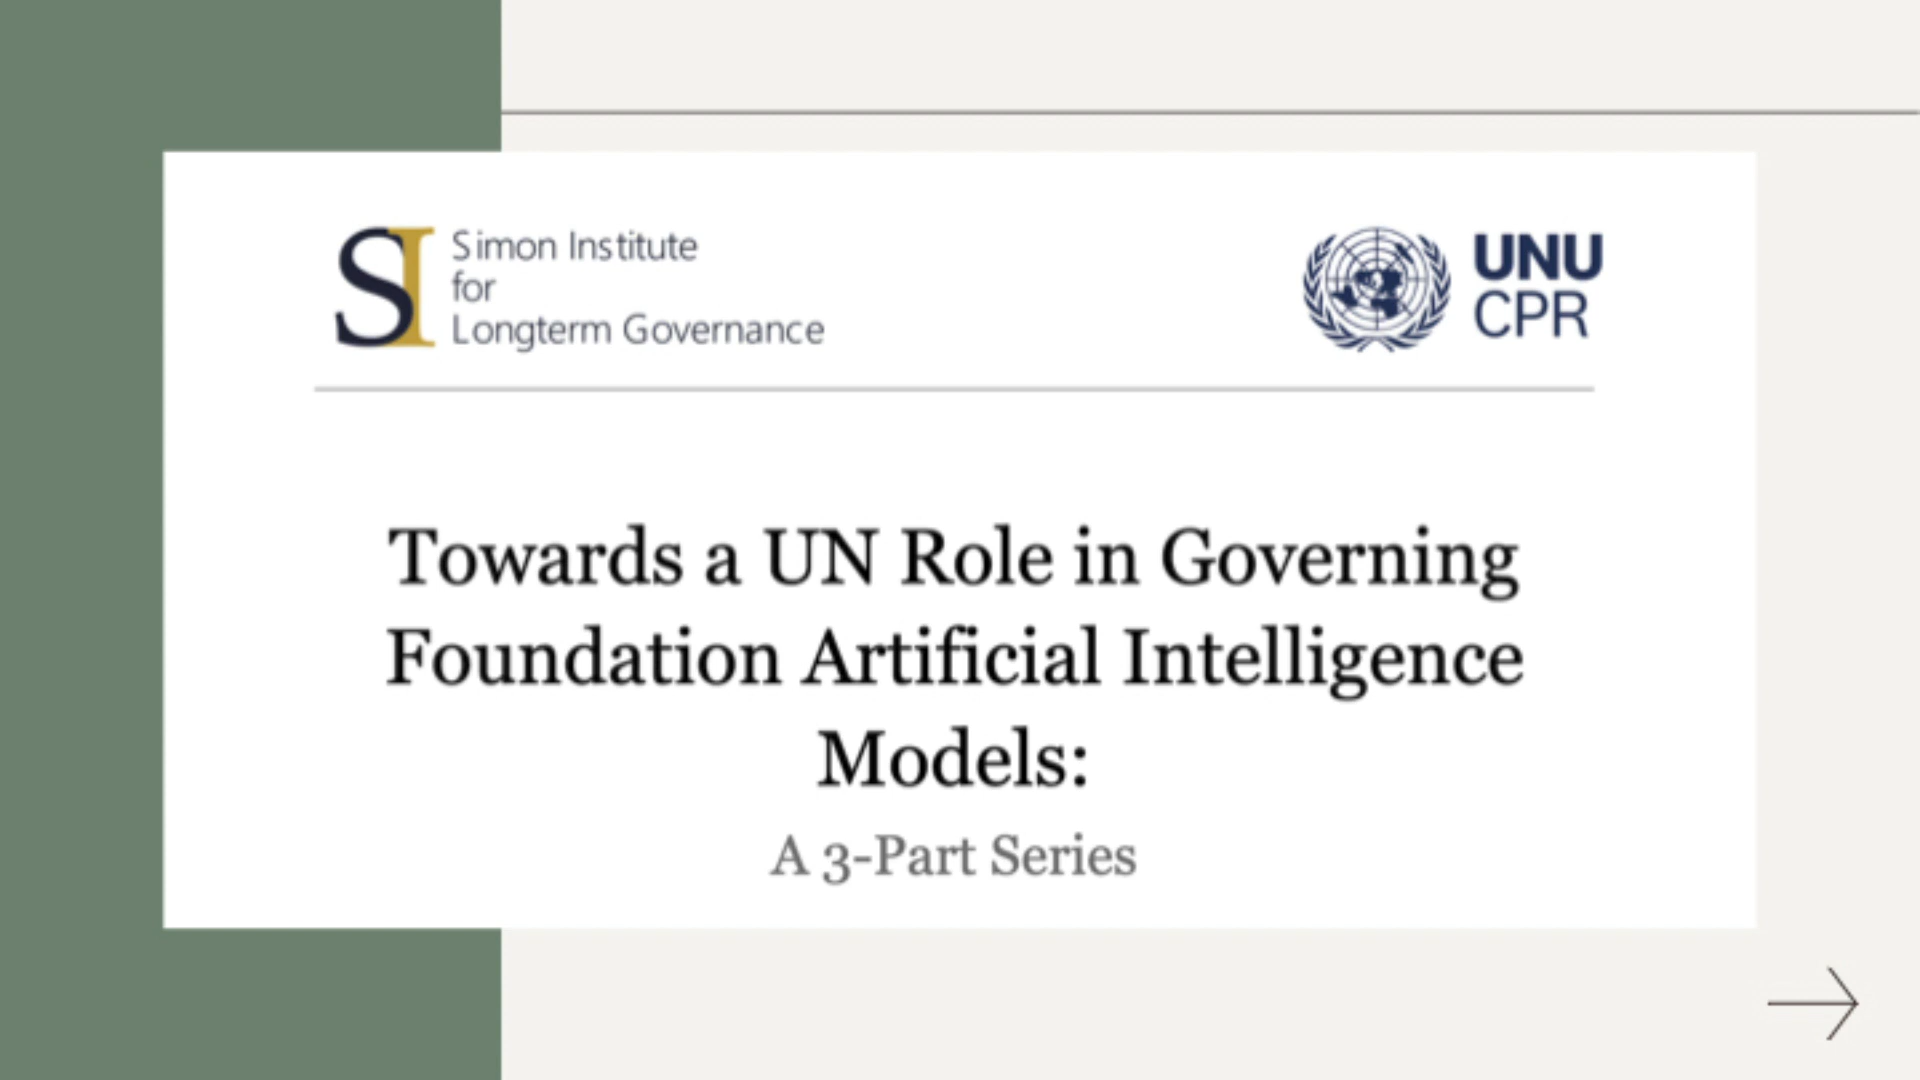 SI
Simon Institute
for
Longterm Governance
UNU
CPR
Towards a UN Role in Governing
Foundation Artificial Intelligence
Models:
A 3-Part Series